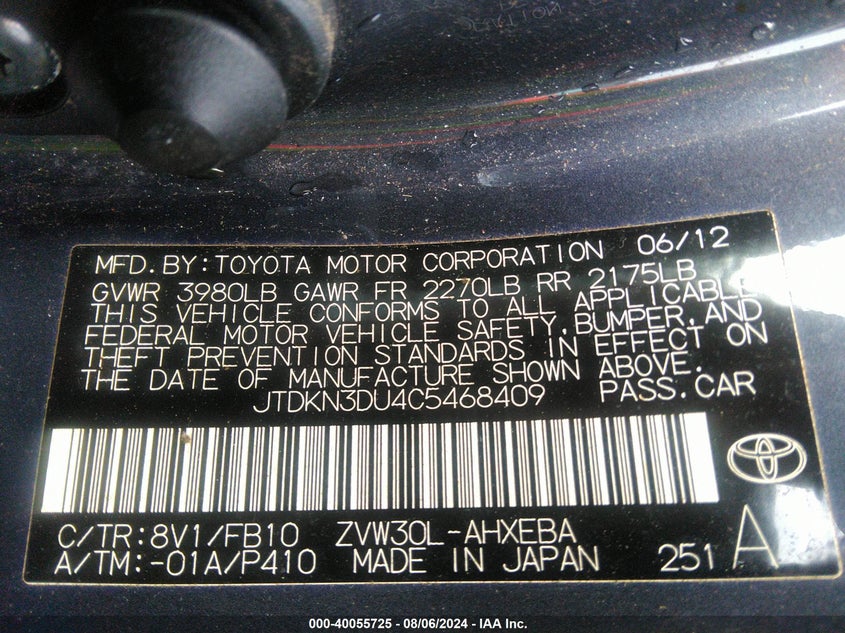 MFD. BY: TOYOTA MOTOR CORPORATION 06/12
GVWR 3980LB GAWR FR 2270LB RR 2175LB
THIS VEHICLE CONFORMS TO ALL APPLICABLE
FEDERAL MOTOR VEHICLE SAFETY, BUMPER, AND
THEFT PREVENTION STANDARDS IN EFFECT ON
THE DATE OF MANUFACTURE SHOWN ABOVE.
JTDKN3DU4C5468409 PASS. CAR
C/TR: 8V1/FB10 ZVW30L-AHXEBA
A/TM: -01A/P410 MADE IN JAPAN 251 A
000-40055725 - 08/06/2024 - IAA Inc.